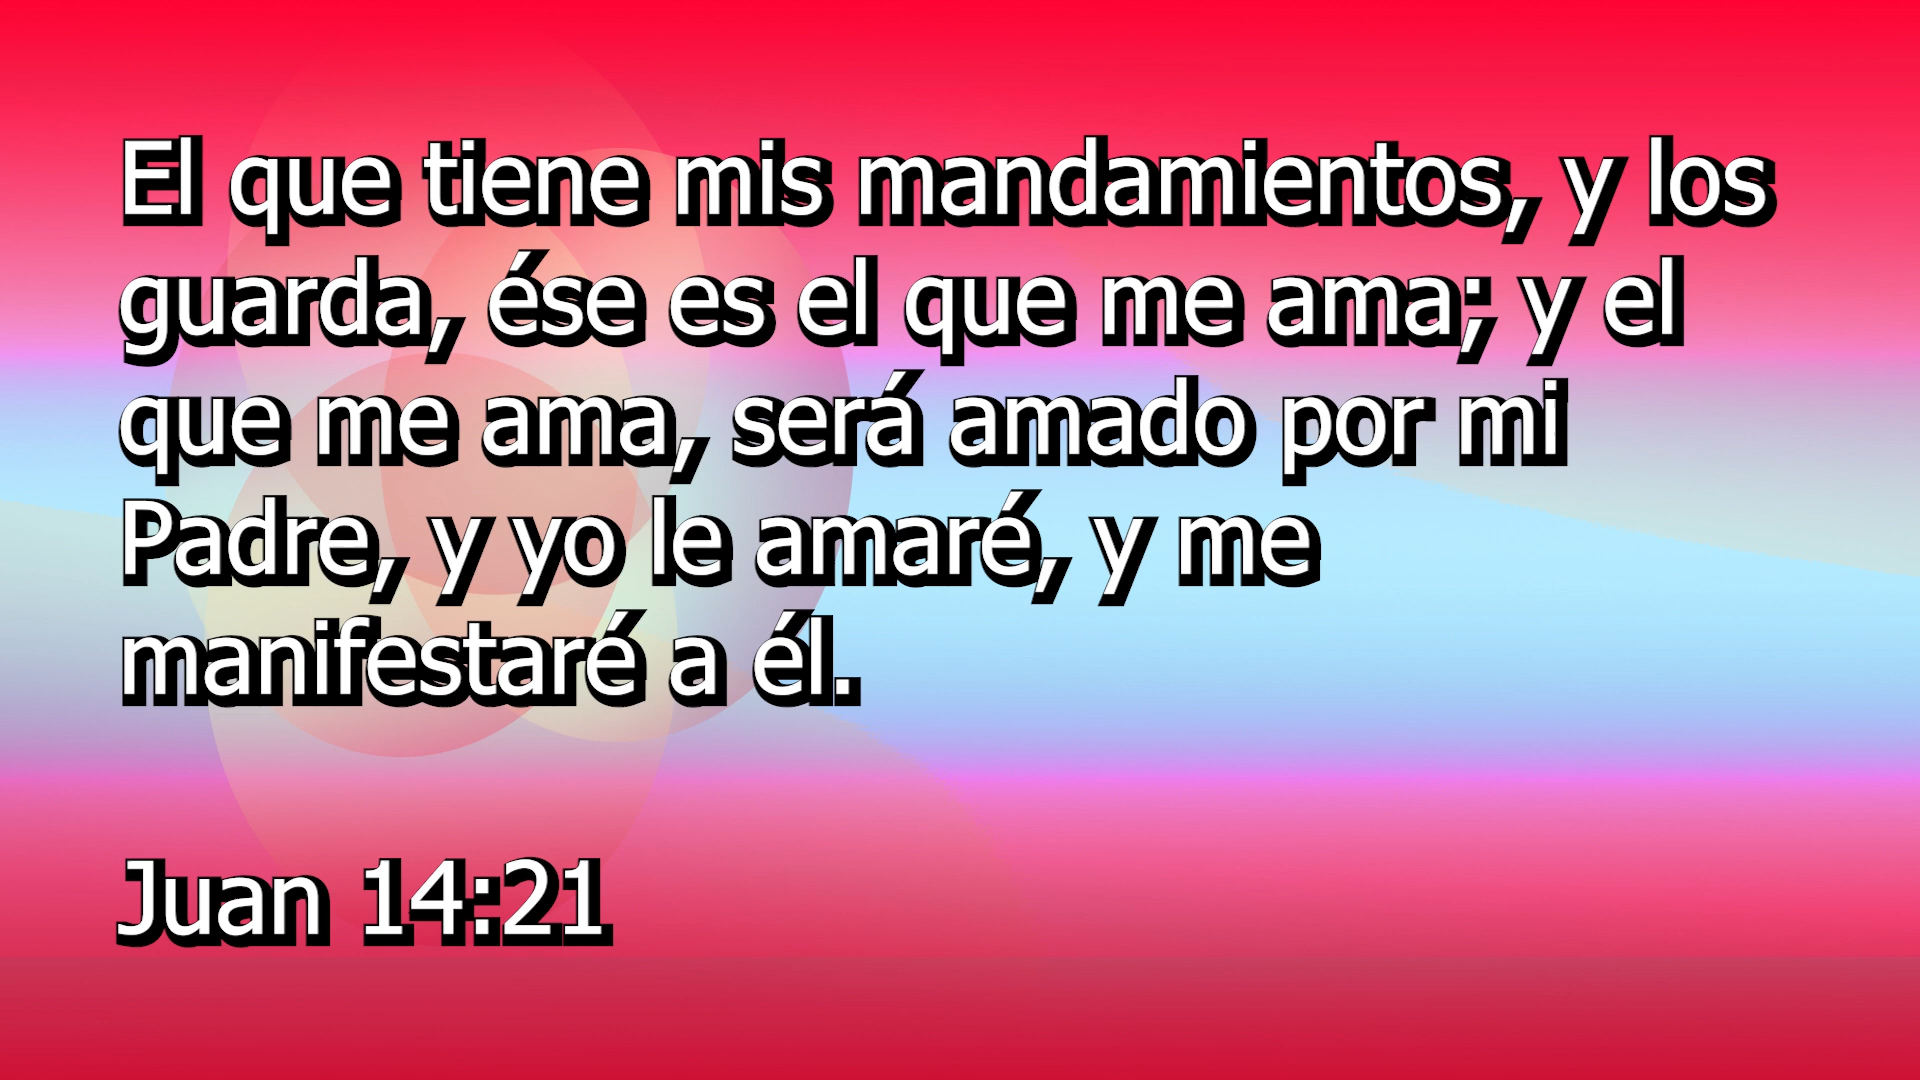 El que tiene mis mandamientos, y los
guarda, ése es el que me ama; y el
que me ama, será amado por mi
Padre, y yo le amaré, y me
manifestaré a él.
Juan 14:21